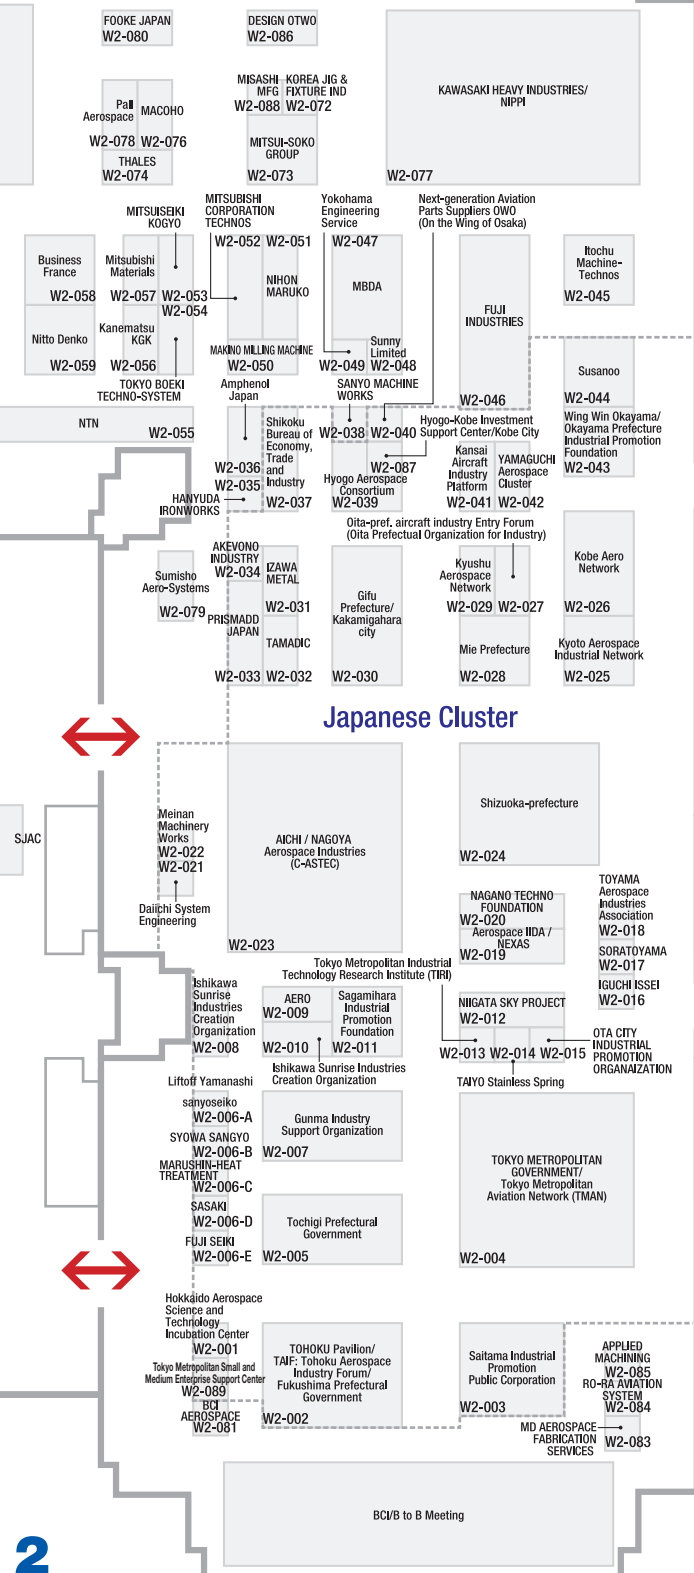 FOOKE JAPAN
W2-080
DESIGN OTWO
W2-086
Pall
Aerospace
W2-078
MACOHO
W2-076
THALES
W2-074
MISASHI
MFG
W2-088
KOREA JIG &
FIXTURE IND
W2-072
MITSUI-SOKO
GROUP
W2-073
KAWASAKI HEAVY INDUSTRIES/
NIPPI
W2-077
MITSUISEIKI
KOGYO
MITSUBISHI
CORPORATION
TECHNOS
Yokohama
Engineering
Service
Next-generation Aviation
Parts Suppliers OWO
(On the Wing of Osaka)
Business
France
W2-058
Mitsubishi
Materials
W2-057
W2-053
W2-054
W2-052
W2-051
NIHON
MARUKO
W2-047
MBDA
FUJI
INDUSTRIES
W2-046
Itochu
Machine-
Technos
W2-045
Nitto Denko
W2-059
Kanematsu
KGK
W2-056
TOKYO BOEKI
TECHNO-SYSTEM
MAKINO MILLING MACHINE
W2-050
W2-049
Sunny
Limited
W2-048
Susanoo
W2-044
NTN
W2-055
Amphenol
Japan
W2-036
W2-035
HANYUDA
IRONWORKS
Shikoku
Bureau of
Economy,
Trade
and
Industry
W2-037
SANYO MACHINE
WORKS
W2-038
W2-040
Hyogo-Kobe Investment
Support Center/Kobe City
W2-087
Hyogo Aerospace
Consortium
W2-039
Kansai
Aircraft
Industry
Platform
W2-041
YAMAGUCHI
Aerospace
Cluster
W2-042
Wing Win Okayama/
Okayama Prefecture
Industrial Promotion
Foundation
W2-043
Oita-pref. aircraft industry Entry Forum
(Oita Prefectual Organization for Industry)
Sumisho
Aero-Systems
W2-079
AKEVONO
INDUSTRY
W2-034
IZAWA
METAL
W2-031
PRISMADD
JAPAN
W2-033
TAMADIC
W2-032
Gifu
Prefecture/
Kakamigahara
city
W2-030
Kyushu
Aerospace
Network
W2-029
W2-027
Mie Prefecture
W2-028
Kobe Aero
Network
W2-026
Kyoto Aerospace
Industrial Network
W2-025
Japanese Cluster
SJAC
Meinan
Machinery
Works
W2-022
W2-021
Daiichi System
Engineering
AICHI / NAGOYA
Aerospace Industries
(C-ASTEC)
W2-023
Shizuoka-prefecture
W2-024
NAGANO TECHNO
FOUNDATION
W2-020
Aerospace IIDA /
NEXAS
W2-019
TOYAMA
Aerospace
Industries
Association
W2-018
SORATOYAMA
W2-017
IGUCHI ISSEI
W2-016
Tokyo Metropolitan Industrial
Technology Research Institute (TIRI)
Ishikawa
Sunrise
Industries
Creation
Organization
W2-008
AERO
W2-009
W2-010
Sagamihara
Industrial
Promotion
Foundation
W2-011
Ishikawa Sunrise Industries
Creation Organization
NIIGATA SKY PROJECT
W2-012
W2-013
W2-014
W2-015
TAIYO Stainless Spring
OTA CITY
INDUSTRIAL
PROMOTION
ORGANAIZATION
Liftoff Yamanashi
sanyoseiko
W2-006-A
SYOWA SANGYO
W2-006-B
MARUSHIN-HEAT
TREATMENT
W2-006-C
SASAKI
W2-006-D
FUJI SEIKI
W2-006-E
Gunma Industry
Support Organization
W2-007
Tochigi Prefectural
Government
W2-005
TOKYO METROPOLITAN
GOVERNMENT/
Tokyo Metropolitan
Aviation Network (TMAN)
W2-004
Hokkaido Aerospace
Science and
Technology
Incubation Center
W2-001
Tokyo Metropolitan Small and
Medium Enterprise Support Center
W2-089
BCI
AEROSPACE
W2-081
TOHOKU Pavilion/
TAIF: Tohoku Aerospace
Industry Forum/
Fukushima Prefectural
Government
W2-002
Saitama Industrial
Promotion
Public Corporation
W2-003
APPLIED
MACHINING
W2-085
RO-RA AVIATION
SYSTEM
W2-084
MD AEROSPACE
FABRICATION
SERVICES
W2-083
BCI/B to B Meeting
2